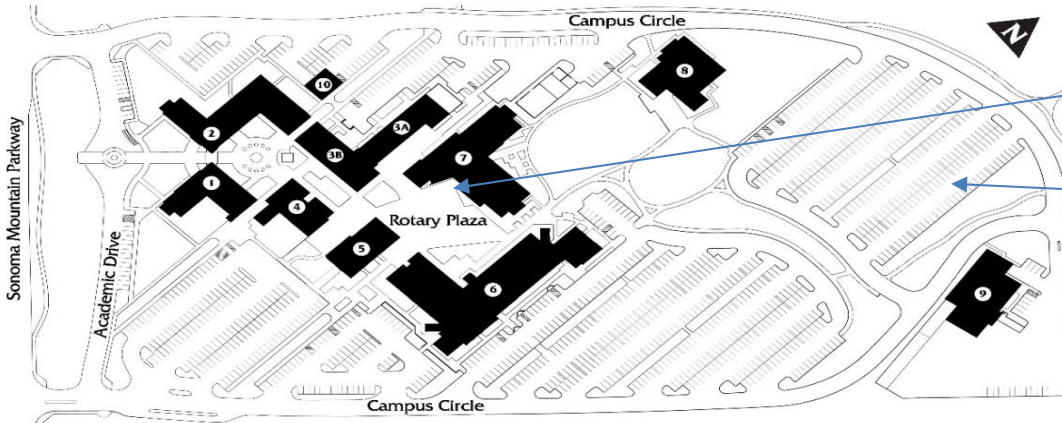 Campus Circle
N
8
10
2
3A
3B
7
1
4
Rotary Plaza
5
6
9
Sonoma Mountain Parkway
Academic Drive
Campus Circle